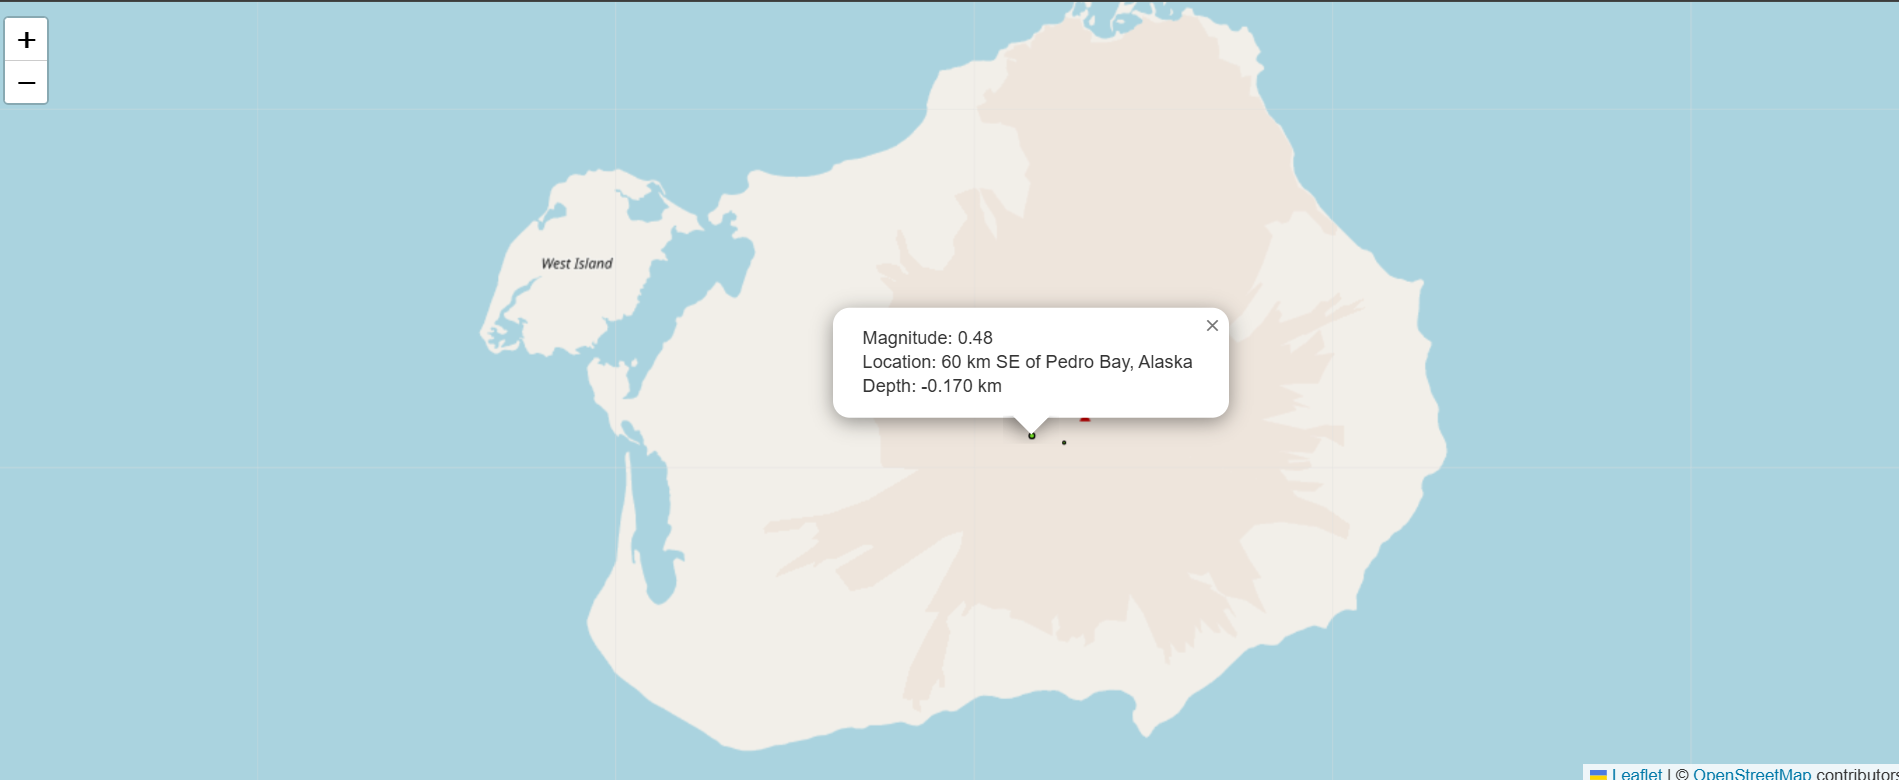 +
−
West Island
×
Magnitude: 0.48
Location: 60 km SE of Pedro Bay, Alaska
Depth: -0.170 km
Leaflet | © OpenStreetMap contributors